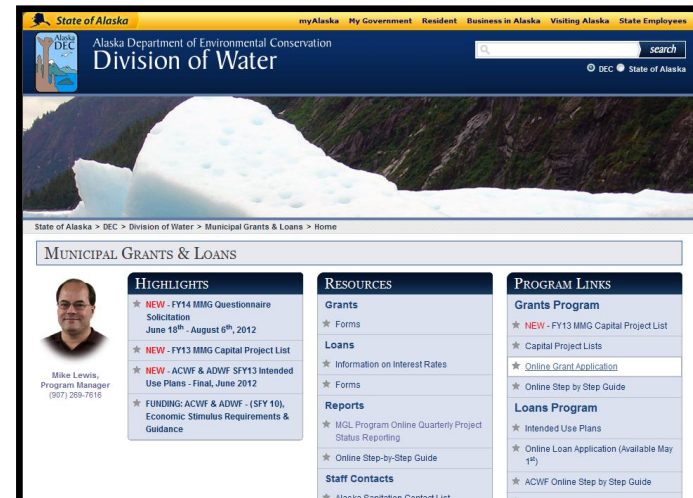 State of Alaska
myAlaska My Government Resident Business in Alaska Visiting Alaska State Employees
Alaska
DEC
Alaska Department of Environmental Conservation
Division of Water
search
DEC State of Alaska
State of Alaska > DEC > Division of Water > Municipal Grants & Loans > Home
MUNICIPAL GRANTS & LOANS
Mike Lewis,
Program Manager
(907) 269-7616
HIGHLIGHTS
NEW - FY14 MMG Questionnaire
Solicitation
June 18th - August 6th, 2012
NEW - FY13 MMG Capital Project List
NEW - ACWF & ADWF SFY13 Intended
Use Plans - Final, June 2012
FUNDING: ACWF & ADWF - (SFY 10),
Economic Stimulus Requirements &
Guidance
RESOURCES
Grants
Forms
Loans
Information on Interest Rates
Forms
Reports
MGL Program Online Quarterly Project
Status Reporting
Online Step-by-Step Guide
Staff Contacts
Alaska Sanitation Contact List
PROGRAM LINKS
Grants Program
NEW - FY13 MMG Capital Project List
Capital Project Lists
Online Grant Application
Online Step by Step Guide
Loans Program
Intended Use Plans
Online Loan Application (Available May
1st)
ACWF Online Step by Step Guide